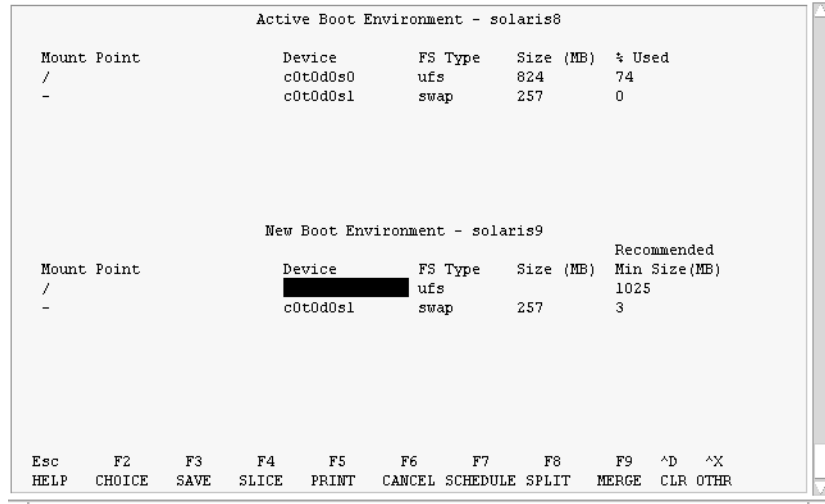 Active Boot Environment - solaris8
Mount Point Device FS Type Size (MB) % Used
/ c0t0d0s0 ufs 824 74
- c0t0d0s1 swap 257 0
New Boot Environment - solaris9
Recommended
Mount Point Device FS Type Size (MB) Min Size(MB)
/ ufs 1025
- c0t0d0s1 swap 257 3
Esc F2 F3 F4 F5 F6 F7 F8 F9 ^D ^X
HELP CHOICE SAVE SLICE PRINT CANCEL SCHEDULE SPLIT MERGE CLR OTHR